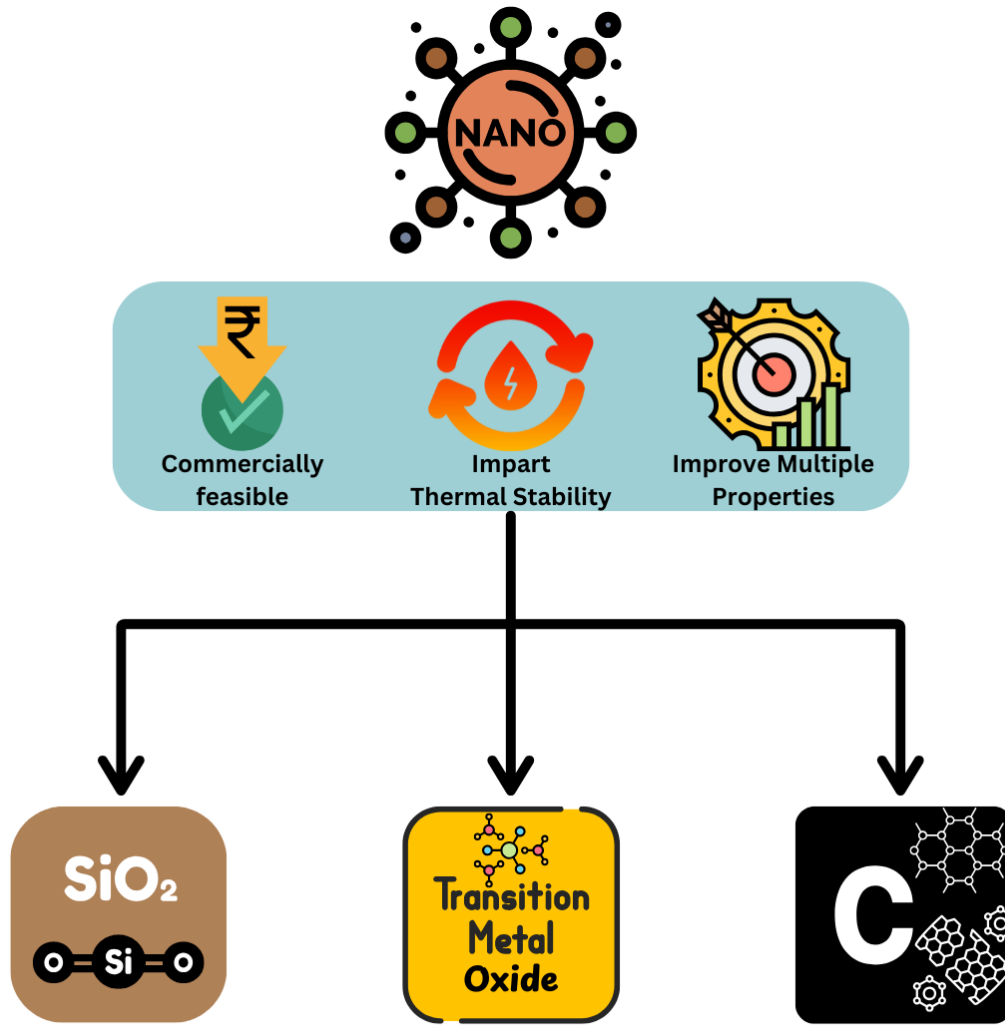 NANO
₹
Commercially
feasible
Impart
Thermal Stability
Improve Multiple
Properties
SiO₂
O Si O
Transition
Metal
Oxide
C